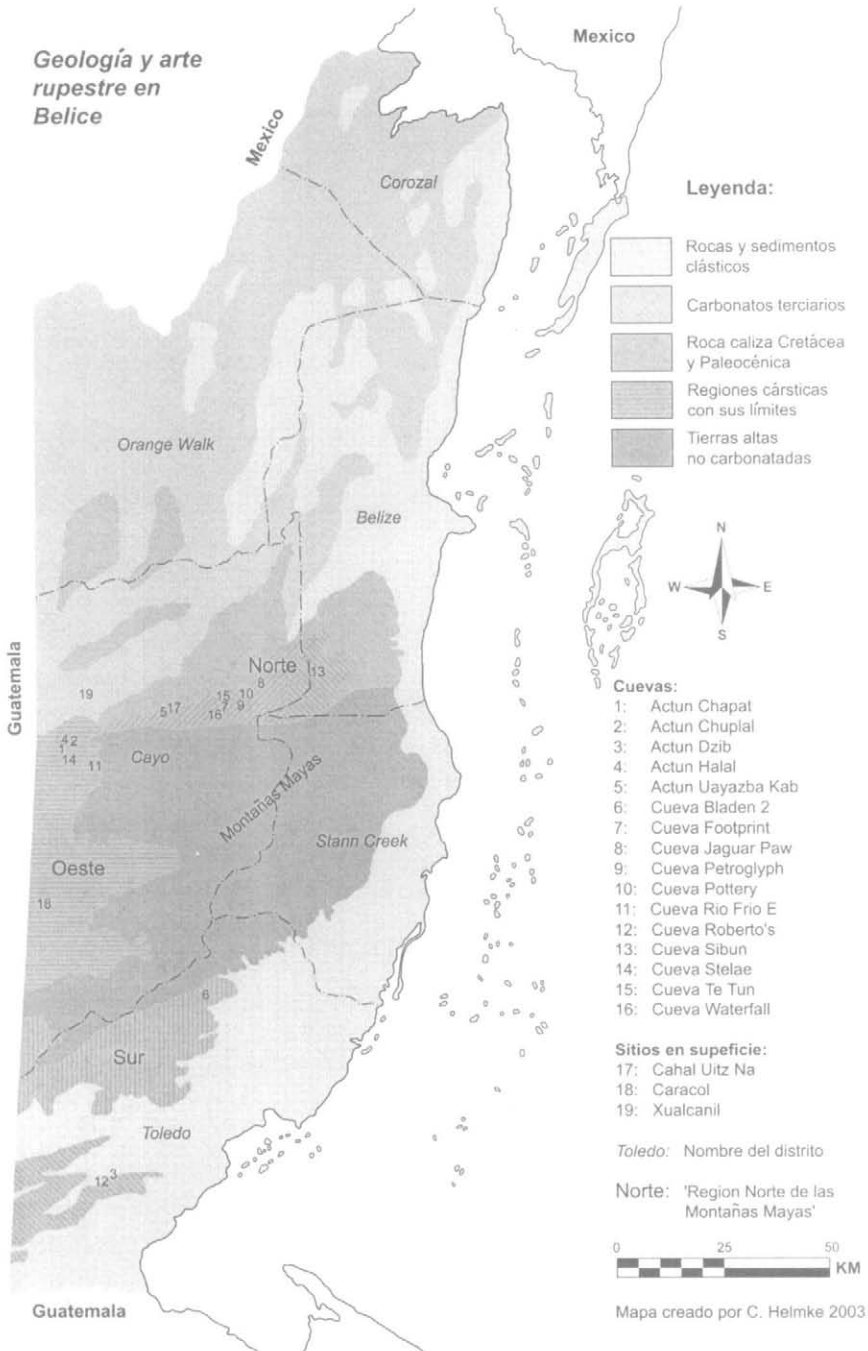 Geología y arte
rupestre en
Belice
Mexico
Mexico
Corozal
Orange Walk
Belize
Guatemala
Norte
8
13
19
5
17
15
10
7
9
16
4
2
1
14
11
Cayo
Montañas Mayas
Stann Creek
Oeste
18
6
Sur
Toledo
12
3
Guatemala
Leyenda:
Rocas y sedimentos
clásticos
Carbonatos terciarios
Roca caliza Cretácea
y Paleocénica
Regiones cársticas
con sus límites
Tierras altas
no carbonatadas
N
W
E
S
Cuevas:
1: Actun Chapat
2: Actun Chuplal
3: Actun Dzib
4: Actun Halal
5: Actun Uayazba Kab
6: Cueva Bladen 2
7: Cueva Footprint
8: Cueva Jaguar Paw
9: Cueva Petroglyph
10: Cueva Pottery
11: Cueva Rio Frio E
12: Cueva Roberto's
13: Cueva Sibun
14: Cueva Stelae
15: Cueva Te Tun
16: Cueva Waterfall
Sitios en supeficie:
17: Cahal Uitz Na
18: Caracol
19: Xualcanil
Toledo: Nombre del distrito
Norte: 'Region Norte de las
Montañas Mayas'
0 25 50
KM
Mapa creado por C. Helmke 2003